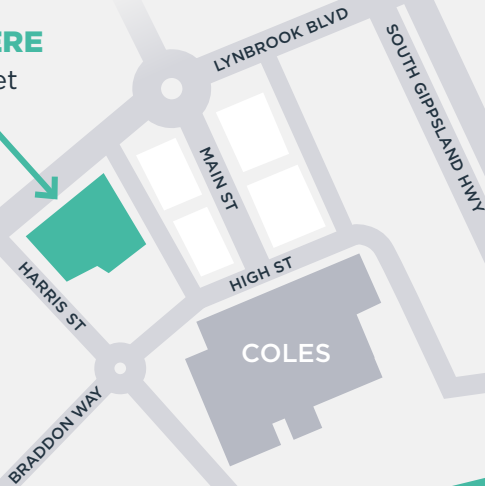 ERE
et
LYNBROOK BLVD
SOUTH GIPPSLAND HWY
MAIN ST
HIGH ST
HARRIS ST
COLES
BRADDON WAY